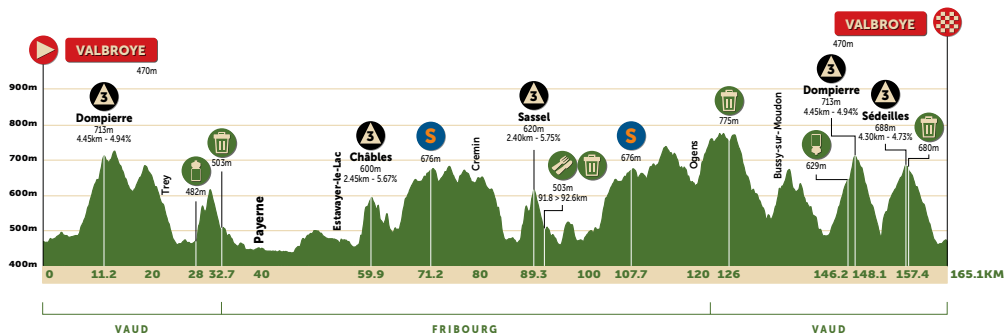 VALBROYE
470m
VALBROYE
470m
900m
800m
700m
600m
500m
400m
3
Dompierre
713m
4.45km - 4.94%
Trey
482m
503m
Payerne
Estavayer-le-Lac
3
Châbles
600m
2.45km - 5.67%
S
676m
Cremin
3
Sassel
620m
2.40km - 5.75%
503m
91.8 > 92.6km
S
676m
Ogens
775m
Bussy-sur-Moudon
629m
3
Dompierre
713m
4.45km - 4.94%
3
Sédeilles
688m
4.30km - 4.73%
680m
0 11.2 20 28 32.7 40 59.9 71.2 80 89.3 100 107.7 120 126 146.2 148.1 157.4 165.1KM
VAUD FRIBOURG VAUD